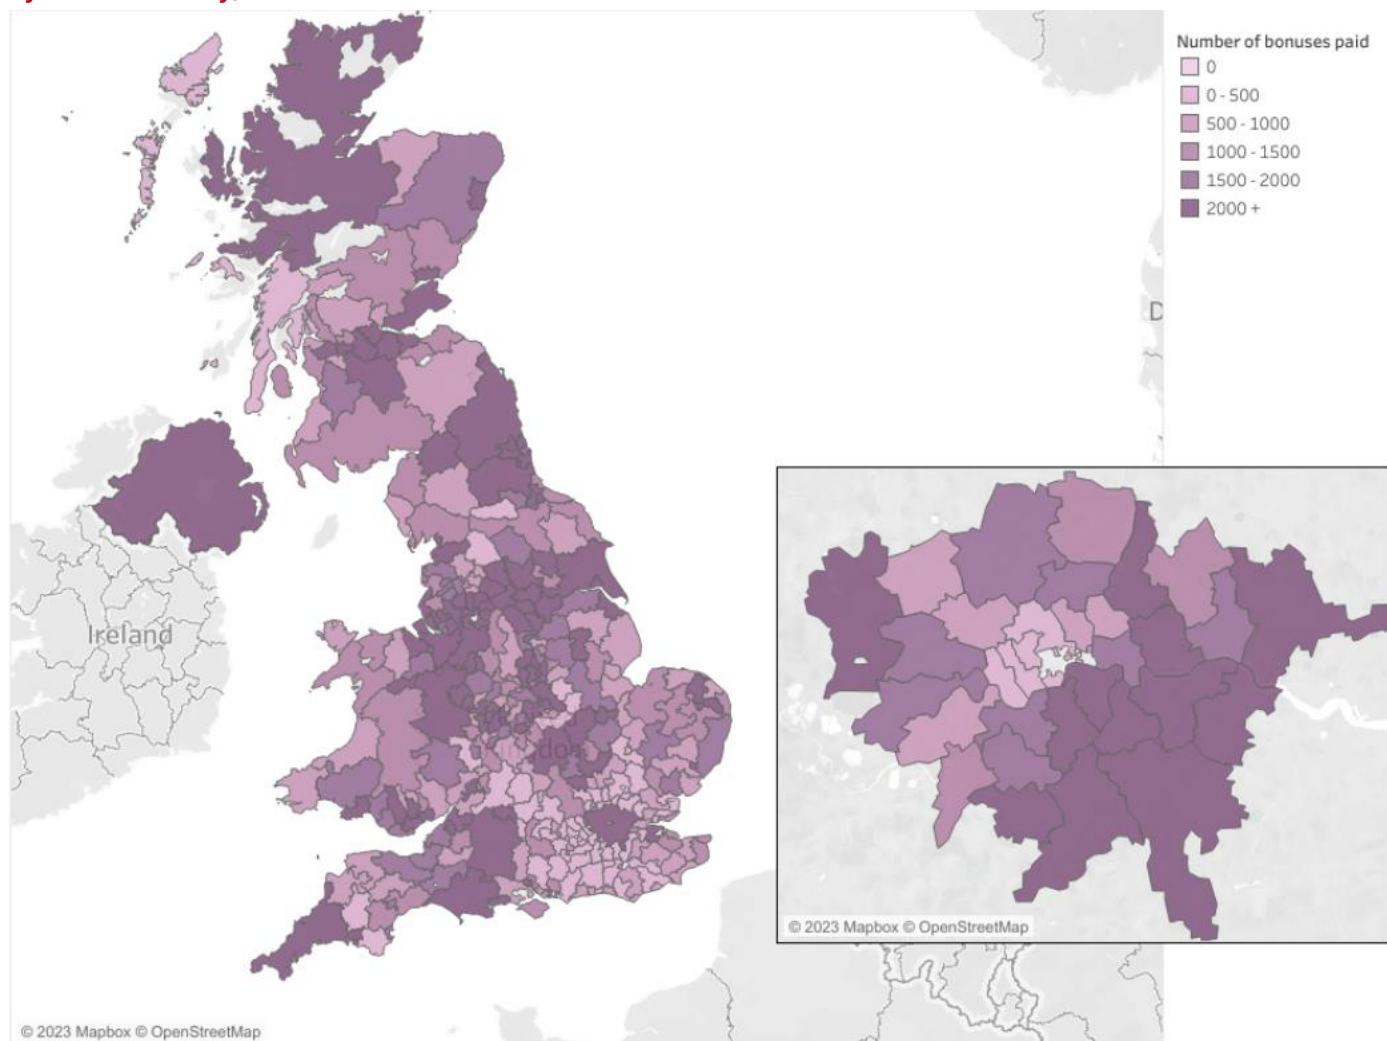 Number of bonuses paid
0
0 - 500
500 - 1000
1000 - 1500
1500 - 2000
2000 +
D
Ireland
© 2023 Mapbox © OpenStreetMap
© 2023 Mapbox © OpenStreetMap